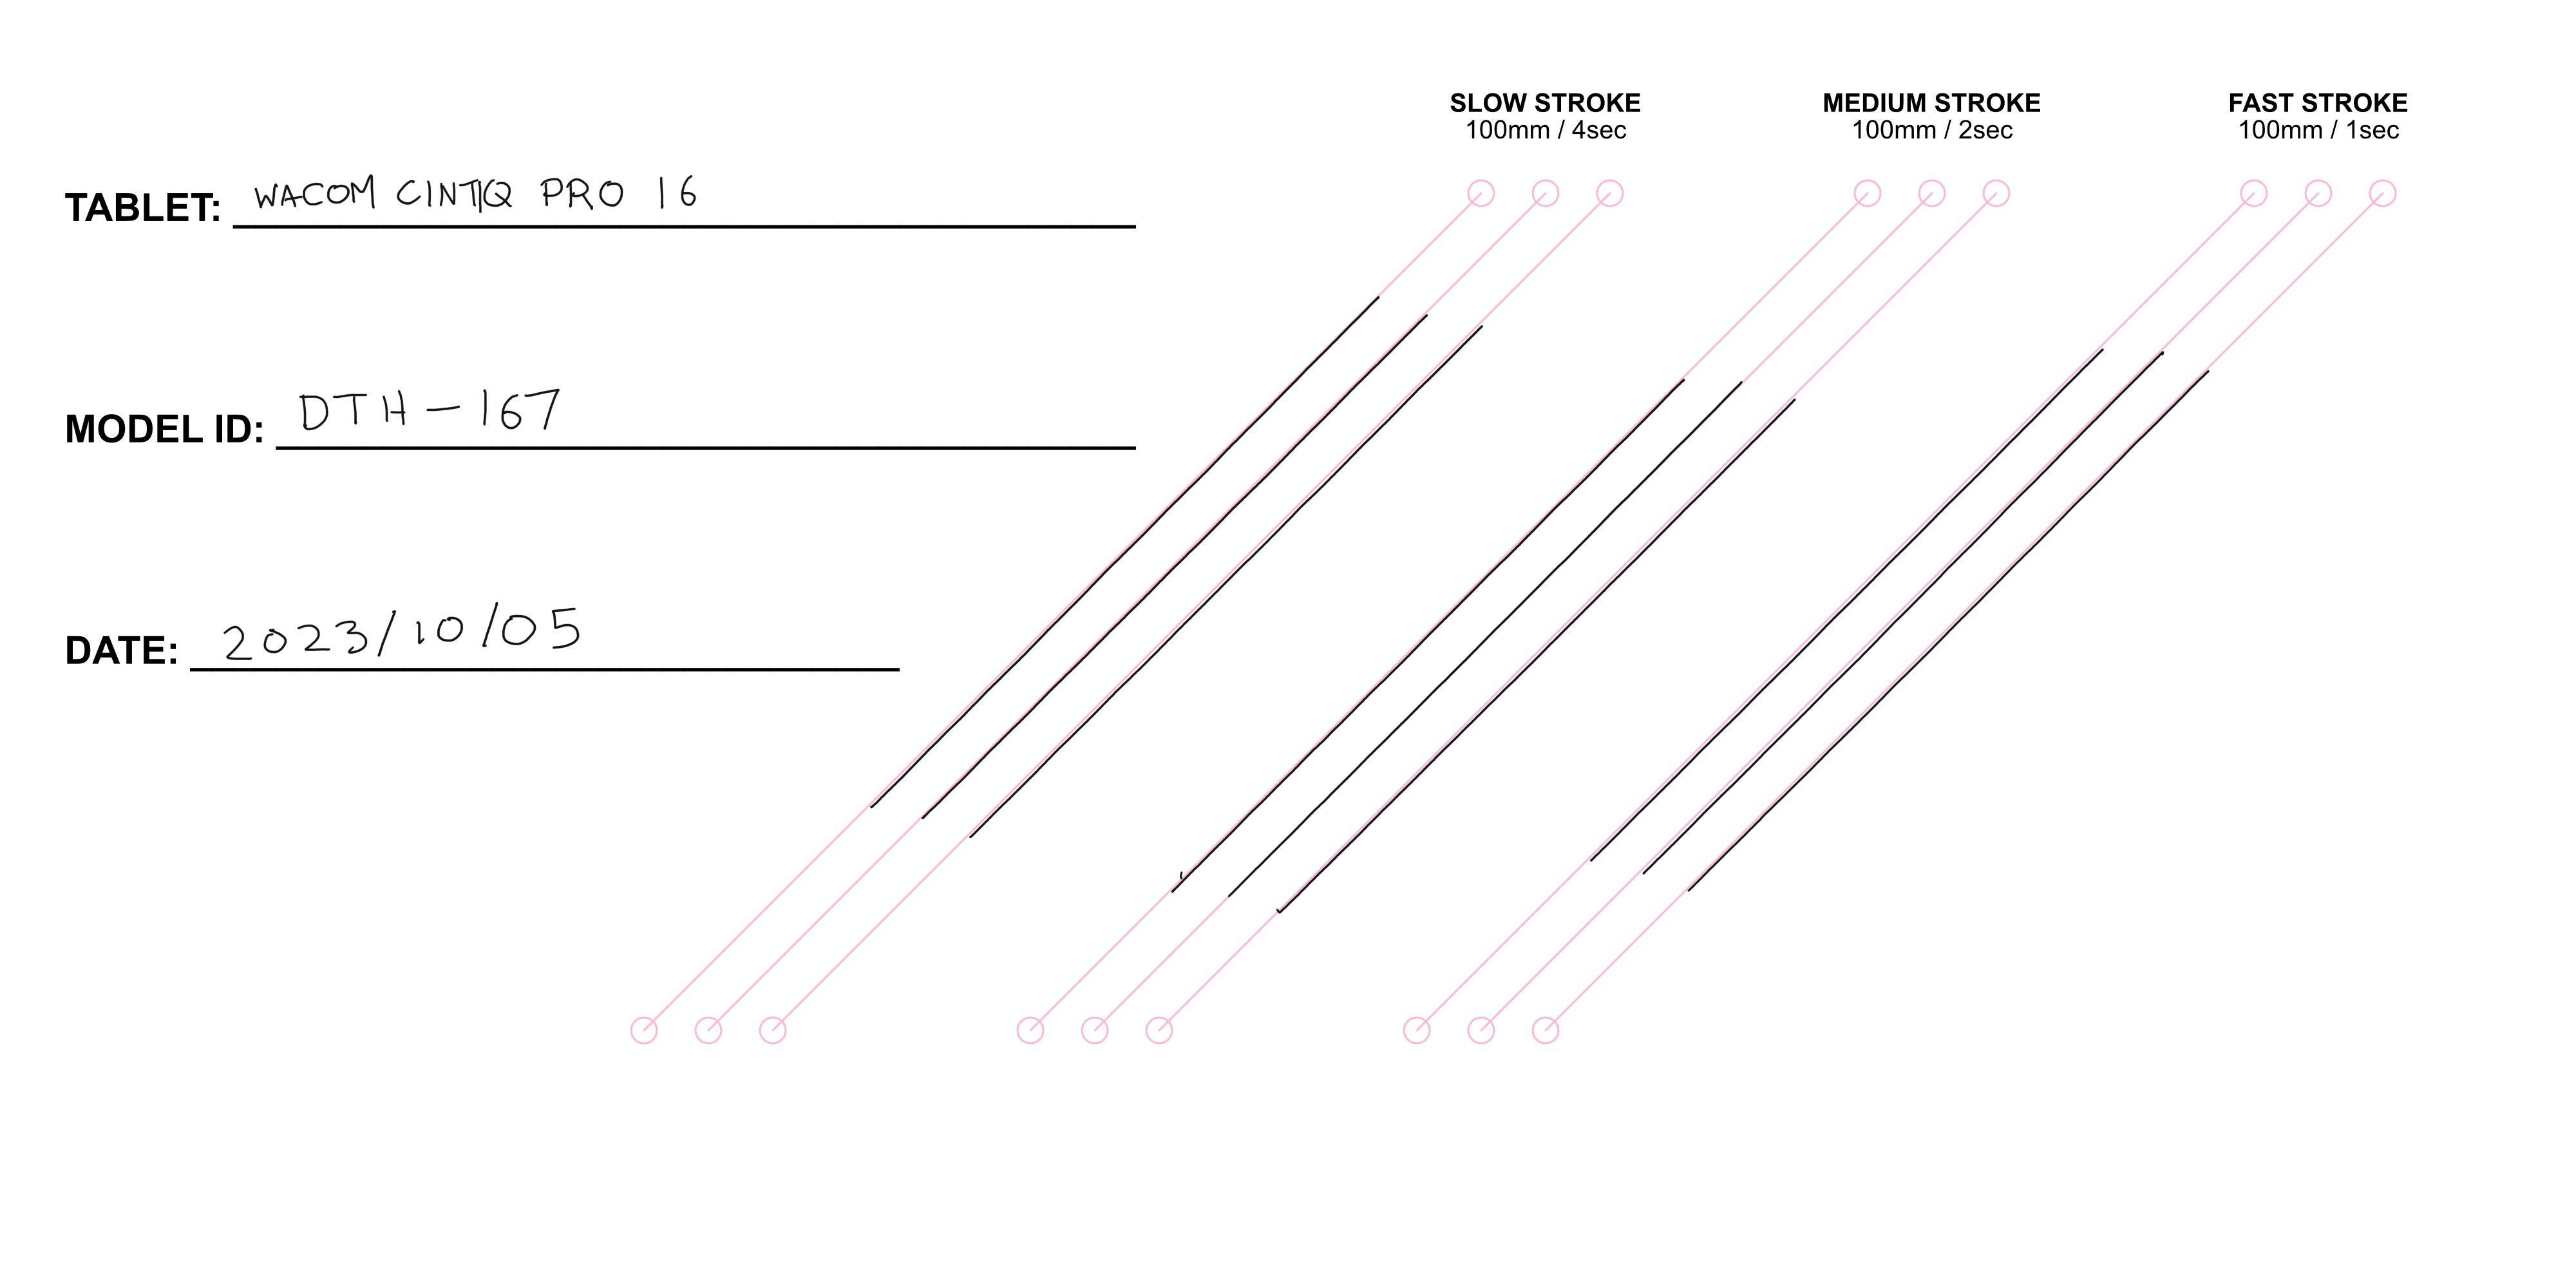 SLOW STROKE
100mm / 4sec
MEDIUM STROKE
100mm / 2sec
FAST STROKE
100mm / 1sec
TABLET: WACOM CINTIQ PRO 16
MODEL ID: DTH-167
DATE: 2023/10/05